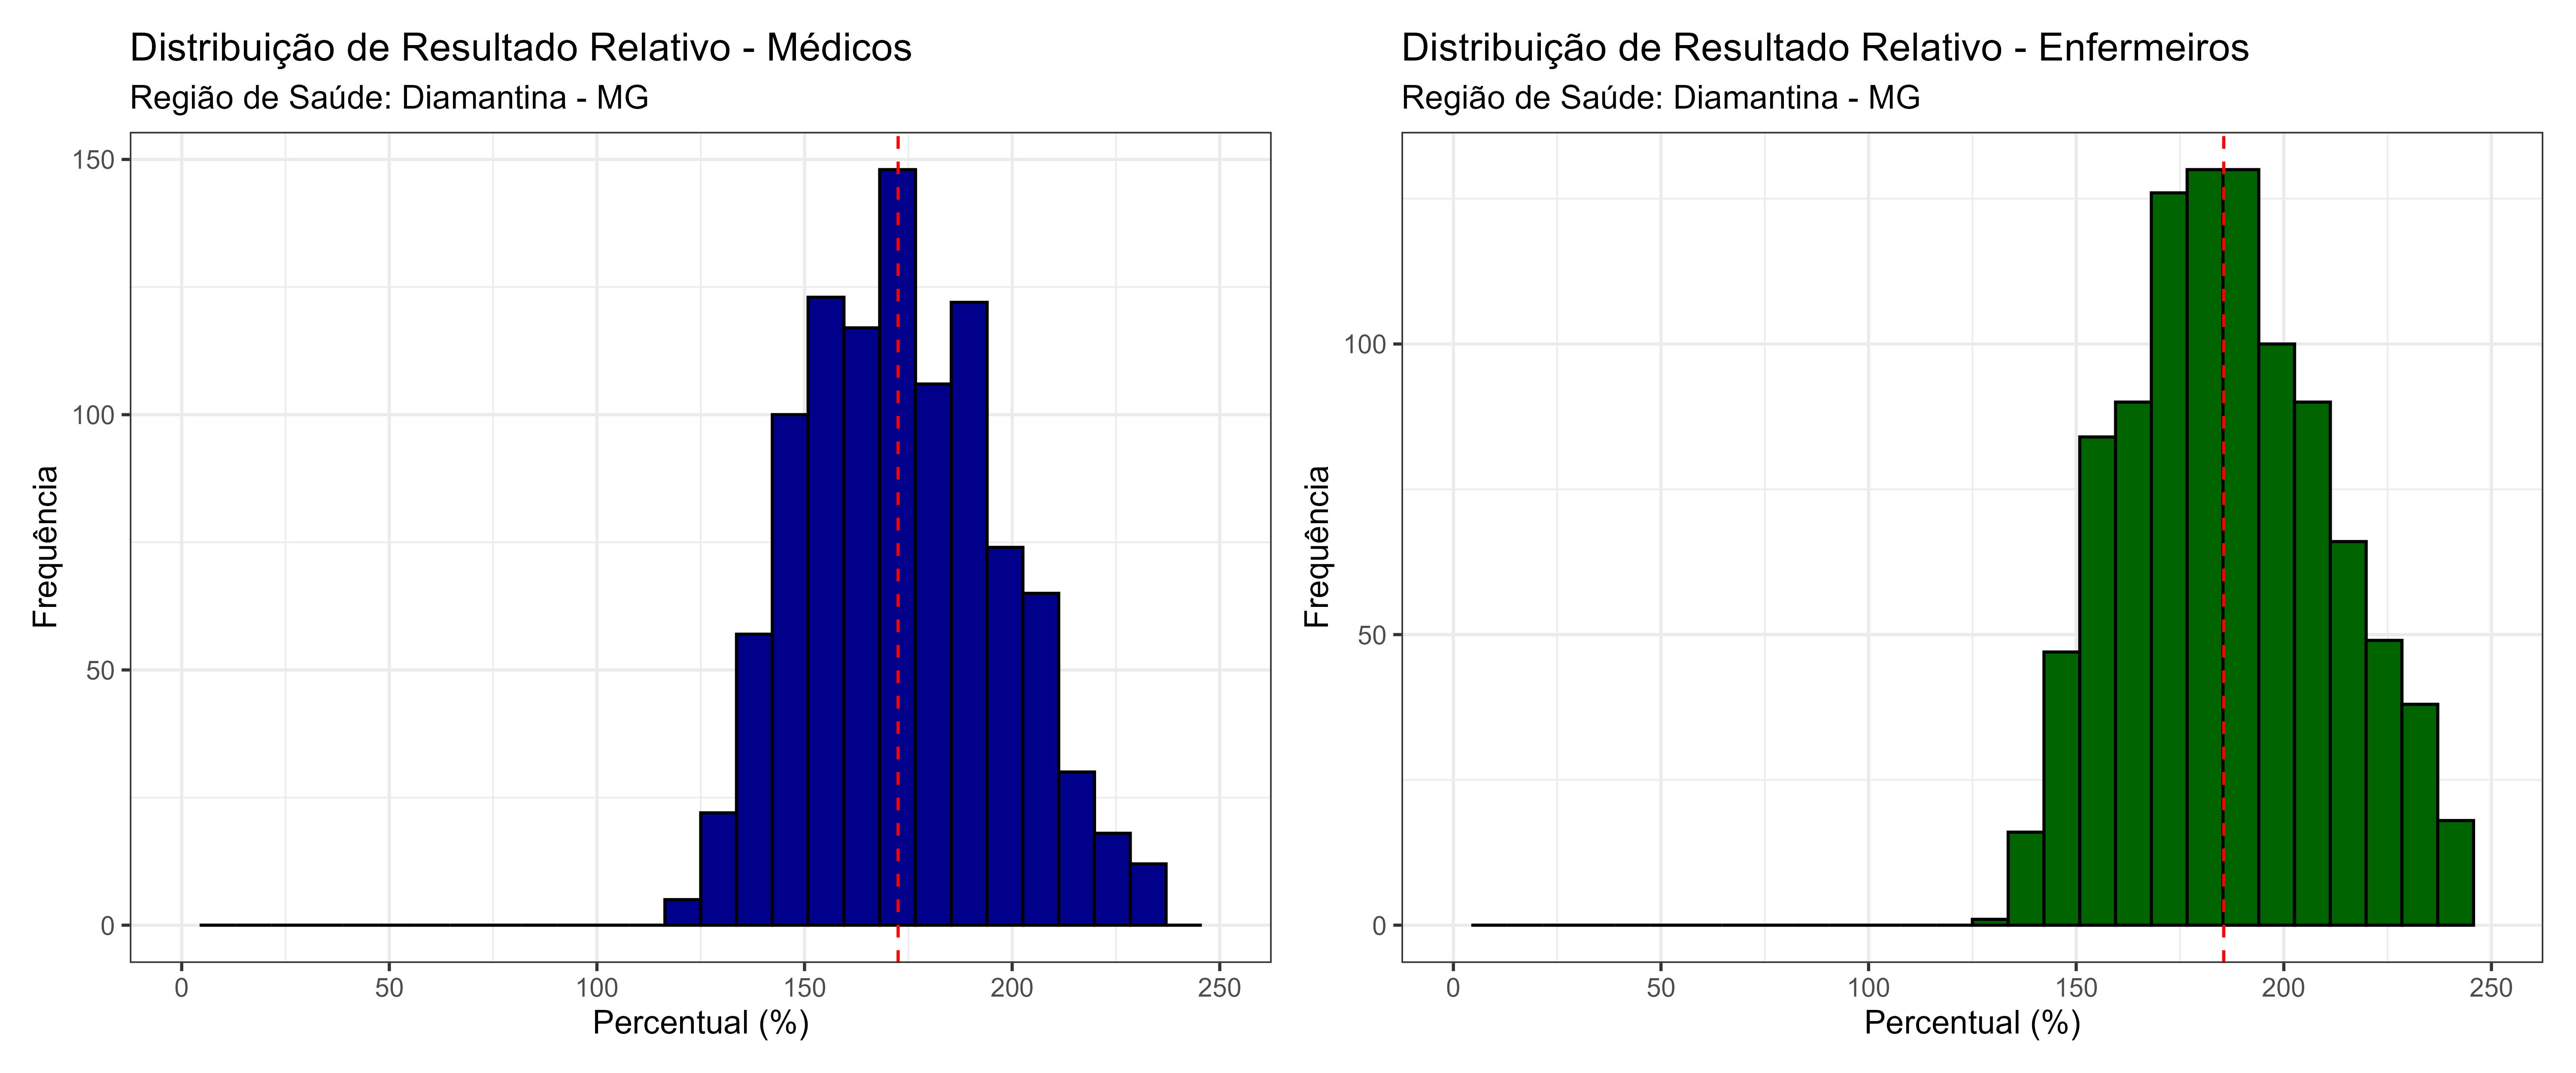 Distribuição de Resultado Relativo - Médicos
Região de Saúde: Diamantina - MG
Frequência
150
100
50
0
0 50 100 150 200 250
Percentual (%)
Distribuição de Resultado Relativo - Enfermeiros
Região de Saúde: Diamantina - MG
Frequência
100
50
0
0 50 100 150 200 250
Percentual (%)